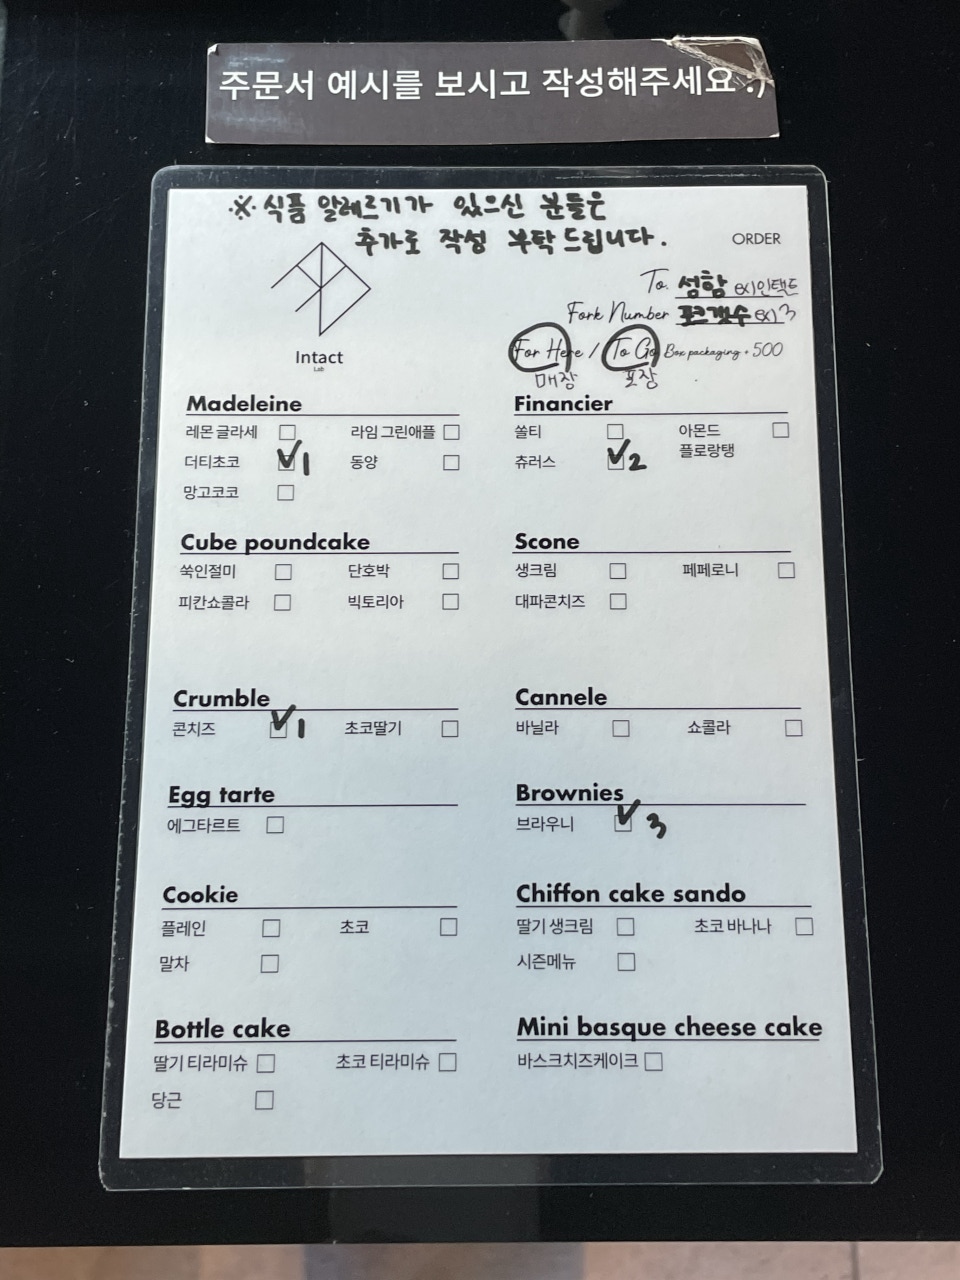 주문서 예시를 보시고 작성해주세요 :)
※ 식품 알레르기가 있으신 분들은
추가로 작성 부탁드립니다.
ORDER
To. 성함 ex)인택트
Fork Number 포크갯수 ex)3
For Here / To Go Box packaging + 500
매장 포장
Intact
Lab
Madeleine
레몬 글라세 라임 그린애플
더티초코 1 동양
망고코코
Financier
쏠티 아몬드 플로랑탱
츄러스 2
Cube poundcake
쑥인절미 단호박
피칸쇼콜라 빅토리아
Scone
생크림 페페로니
대파콘치즈
Crumble
콘치즈 1 초코딸기
Cannele
바닐라 쇼콜라
Egg tarte
에그타르트
Brownies
브라우니 3
Cookie
플레인 초코
말차
Chiffon cake sando
딸기 생크림 초코 바나나
시즌메뉴
Bottle cake
딸기 티라미슈 초코 티라미슈
당근
Mini basque cheese cake
바스크치즈케이크